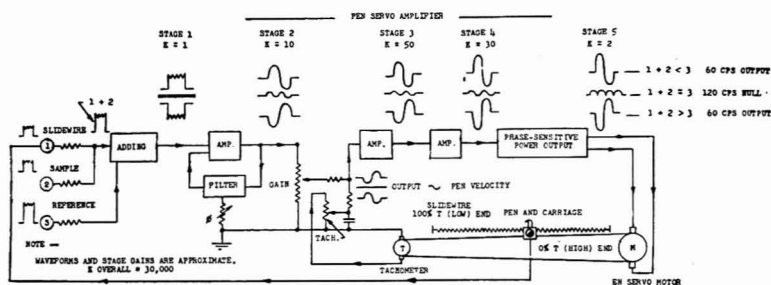 PEN SERVO AMPLIFIER
STAGE 1
K = 1
STAGE 2
K = 10
STAGE 3
K = 50
STAGE 4
K = 30
STAGE 5
K = 2
1 + 2 < 3 60 CPS OUTPUT
1 + 2 = 3 120 CPS NULL
1 + 2 > 3 60 CPS OUTPUT
1 + 2
SLIDEWIRE
1
ADDING
AMP.
AMP.
AMP.
PHASE-SENSITIVE
POWER OUTPUT
SAMPLE
2
FILTER
GAIN
OUTPUT ~ PEN VELOCITY
REFERENCE
3
ø
TACH.
SLIDEWIRE
100% T (LOW) END
PEN AND CARRIAGE
0% T (HIGH) END
T
M
NOTE —
WAVEFORMS AND STAGE GAINS ARE APPROXIMATE.
K OVERALL = 30,000
TACHOMETER
EN SERVO MOTOR